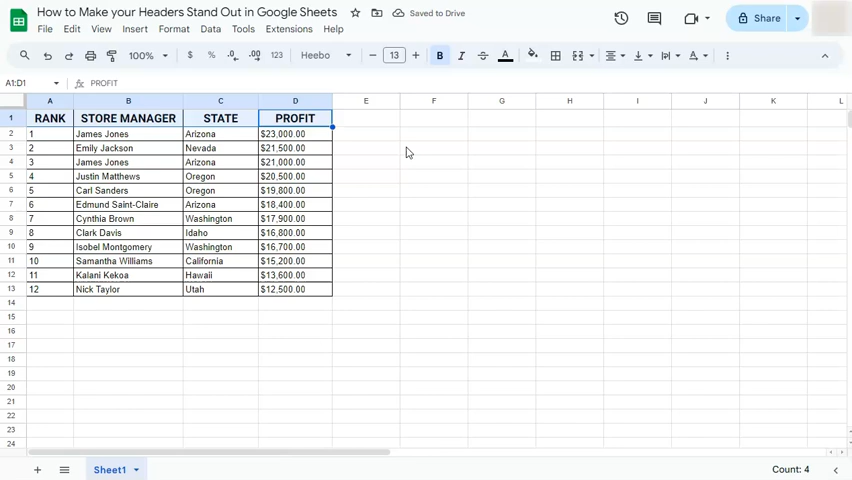 How to Make your Headers Stand Out in Google Sheets Saved to Drive
File Edit View Insert Format Data Tools Extensions Help
Share
100% $ % .0 .00 123 Heebo 13 B I A
A1:D1 fx PROFIT
A B C D E F G H I J K L
1 RANK STORE MANAGER STATE PROFIT
2 1 James Jones Arizona $23,000.00
3 2 Emily Jackson Nevada $21,500.00
4 3 James Jones Arizona $21,000.00
5 4 Justin Matthews Oregon $20,500.00
6 5 Carl Sanders Oregon $19,800.00
7 6 Edmund Saint-Claire Arizona $18,400.00
8 7 Cynthia Brown Washington $17,900.00
9 8 Clark Davis Idaho $16,800.00
10 9 Isobel Montgomery Washington $16,700.00
11 10 Samantha Williams California $15,200.00
12 11 Kalani Kekoa Hawaii $13,600.00
13 12 Nick Taylor Utah $12,500.00
14
15
16
17
18
19
20
21
22
23
24
Sheet1 Count: 4